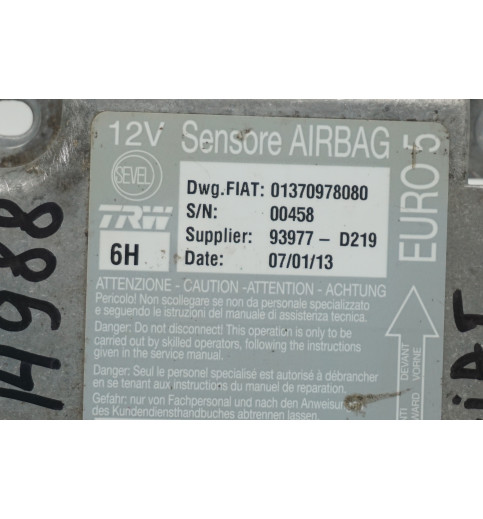 12V Sensore AIRBAG
SEVEL
Dwg.FIAT: 01370978080
S/N: 00458
Supplier: 93977 - D219
Date: 07/01/13
TRW
6H
EURO 5
ATTENZIONE - CAUTION -ATTENTION - ACHTUNG
Pericolo! Non scollegare se non da personale specializzato
e seguendo le istruzioni del manuale di assistenza tecnica.
Danger: Do not disconnect! This operation is only to be
carried out by skilled operators, following the instructions
given in the service manual.
Danger: Seul le personel spécialisé est autorisé à débrancher
en se tenant aux instructions du manuel de reparation.
Gefahr: nur von Fachpersonal und nach den Anweisun
des Kundendiensthandbuches abtrennen lassen.
DEVANT
VORNE
14988